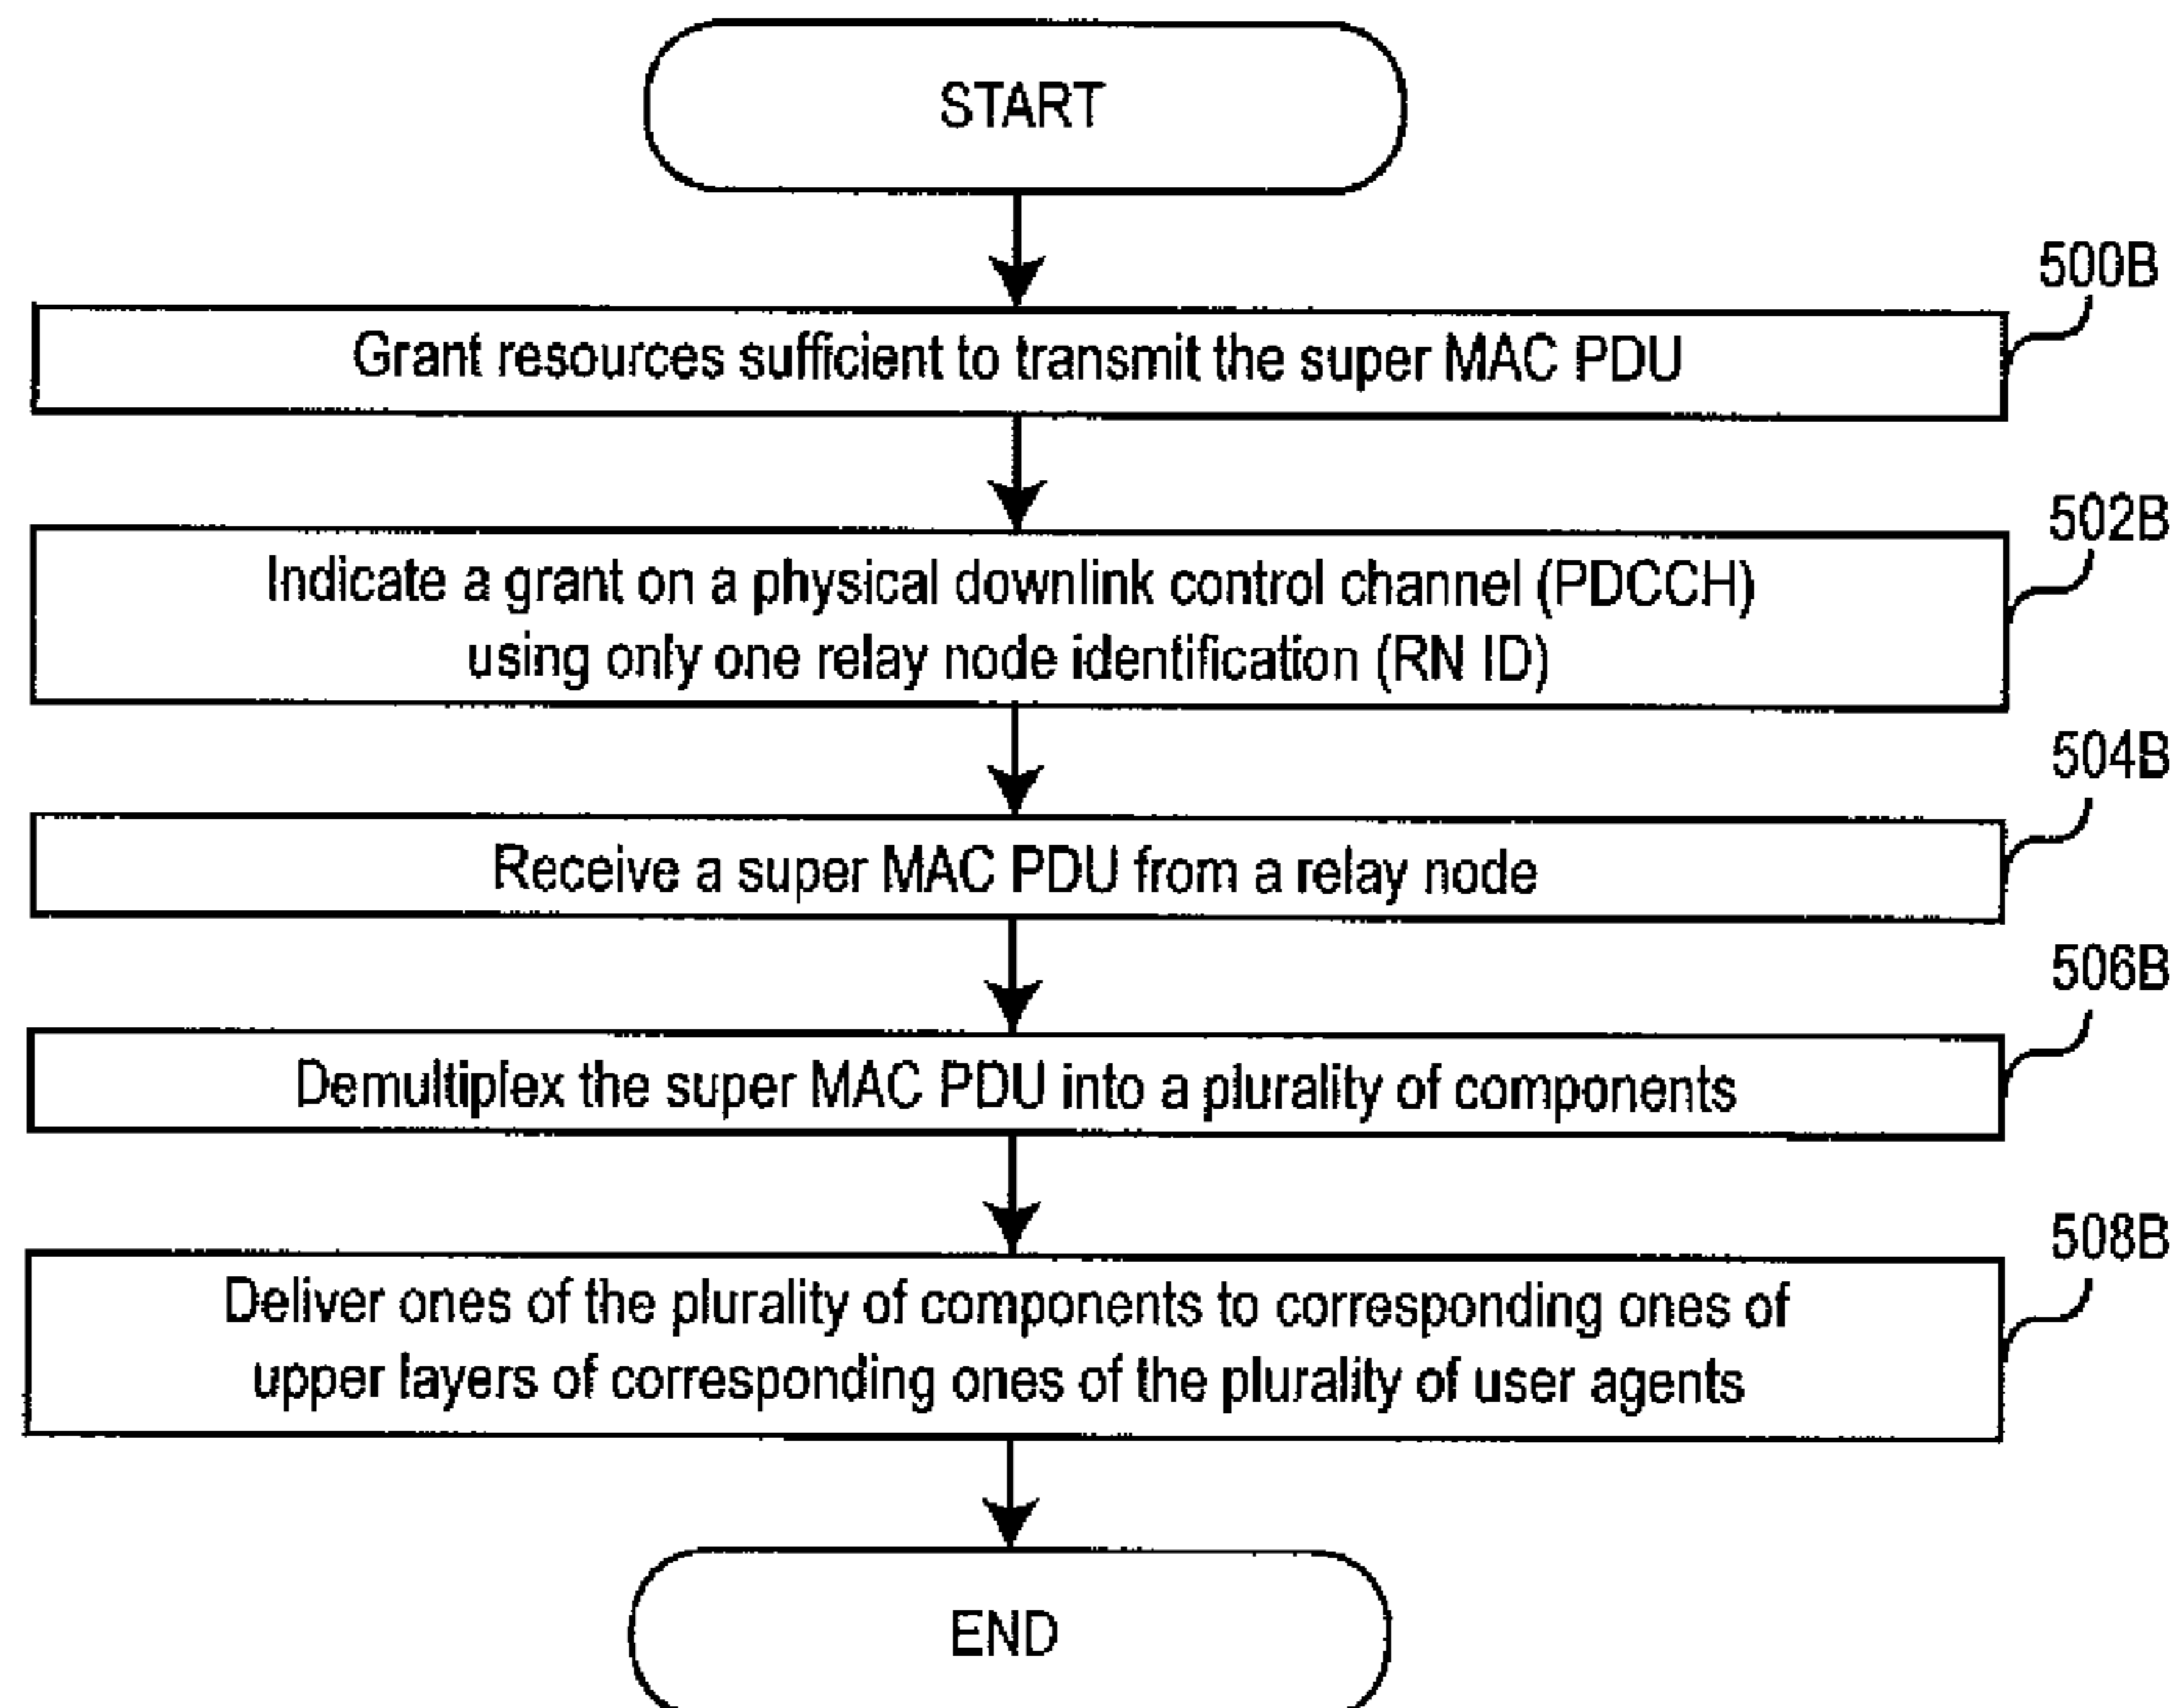 START
500B
Grant resources sufficient to transmit the super MAC PDU
502B
Indicate a grant on a physical downlink control channel (PDCCH)
using only one relay node identification (RN ID)
504B
Receive a super MAC PDU from a relay node
506B
Demultiplex the super MAC PDU into a plurality of components
508B
Deliver ones of the plurality of components to corresponding ones of
upper layers of corresponding ones of the plurality of user agents
END